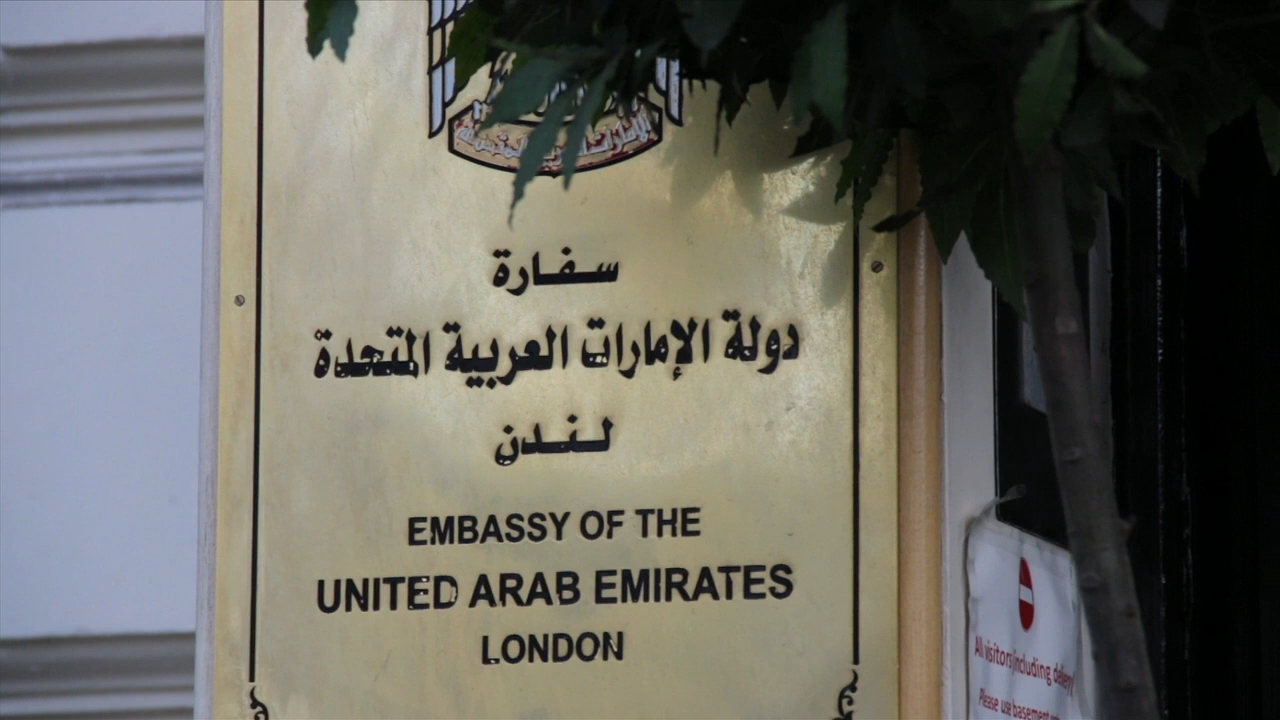 سفارة
دولة الإمارات العربية المتحدة
لندن
EMBASSY OF THE
UNITED ARAB EMIRATES
LONDON
All visitors including
Please use basement